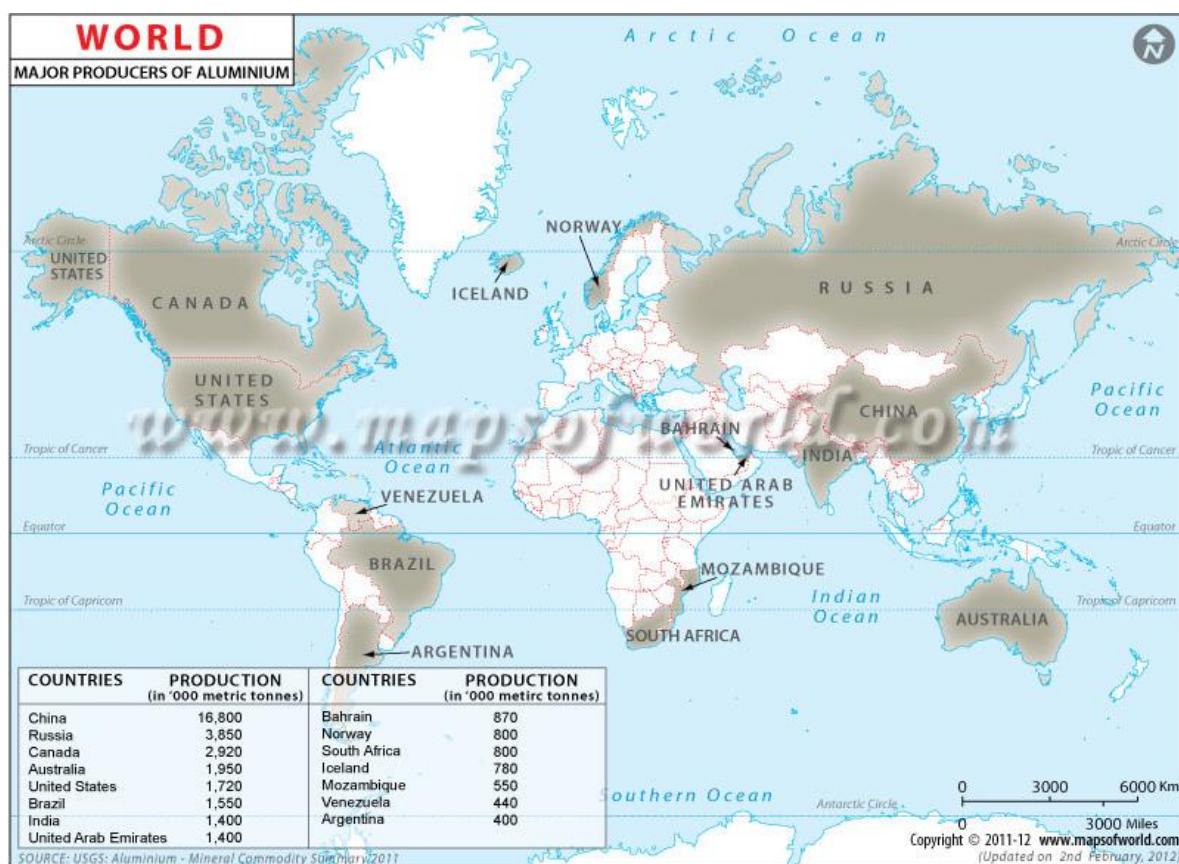 WORLD
MAJOR PRODUCERS OF ALUMINIUM
Arctic Ocean
N
NORWAY
Arctic Circle
Arctic Circle
UNITED
STATES
ICELAND
CANADA
RUSSIA
UNITED
STATES
Pacific
Ocean
CHINA
www.mapsofworld.com
BAHRAIN
Atlantic
Ocean
Tropic of Cancer
Tropic of Cancer
INDIA
UNITED ARAB
EMIRATES
Pacific
Ocean
VENEZUELA
Equator
Equator
BRAZIL
MOZAMBIQUE
Tropic of Capricorn
Indian
Ocean
Tropic of Capricorn
AUSTRALIA
SOUTH AFRICA
ARGENTINA
COUNTRIES PRODUCTION COUNTRIES PRODUCTION
(in '000 metric tonnes) (in '000 metirc tonnes)
China 16,800 Bahrain 870
Russia 3,850 Norway 800
Canada 2,920 South Africa 800
Australia 1,950 Iceland 780
United States 1,720 Mozambique 550
Brazil 1,550 Venezuela 440
India 1,400 Argentina 400
United Arab Emirates 1,400
Southern Ocean
Antarctic Circle
0 3000 6000 Km
0 3000 Miles
Copyright © 2011-12 www.mapsofworld.com
(Updated on 2nd February, 2012)
SOURCE: USGS: Aluminium - Mineral Commodity Summary 2011